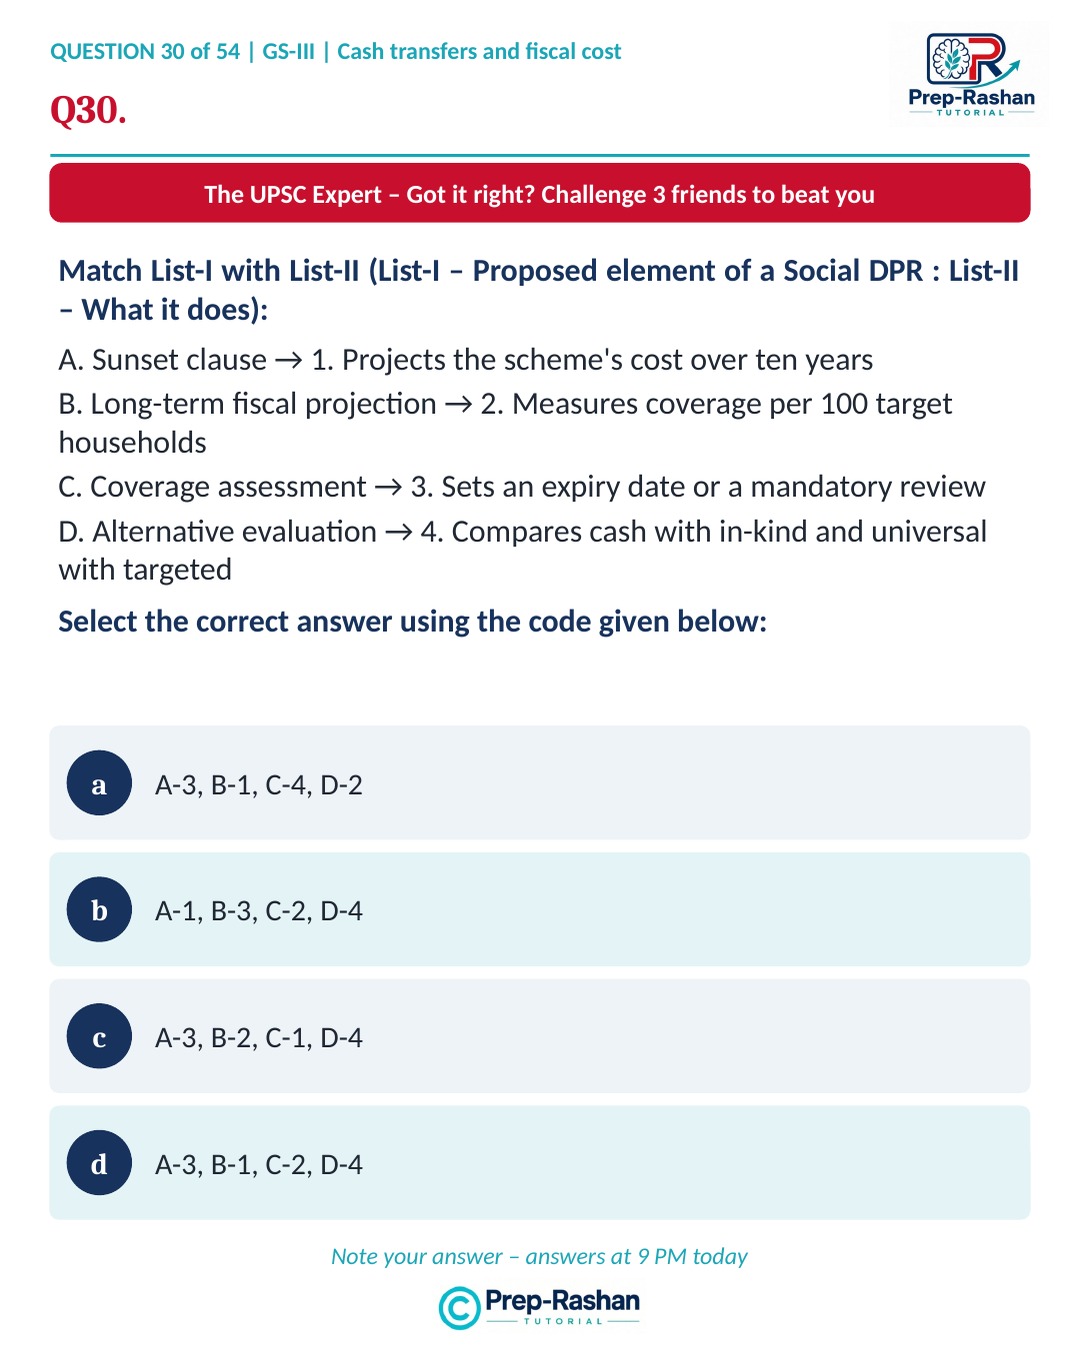 QUESTION 30 of 54 | GS-III | Cash transfers and fiscal cost
Prep-Rashan
TUTORIAL
Q30.
The UPSC Expert – Got it right? Challenge 3 friends to beat you
Match List-I with List-II (List-I – Proposed element of a Social DPR : List-II
– What it does):
A. Sunset clause → 1. Projects the scheme's cost over ten years
B. Long-term fiscal projection → 2. Measures coverage per 100 target
households
C. Coverage assessment → 3. Sets an expiry date or a mandatory review
D. Alternative evaluation → 4. Compares cash with in-kind and universal
with targeted
Select the correct answer using the code given below:
a A-3, B-1, C-4, D-2
b A-1, B-3, C-2, D-4
c A-3, B-2, C-1, D-4
d A-3, B-1, C-2, D-4
Note your answer – answers at 9 PM today
© Prep-Rashan
TUTORIAL